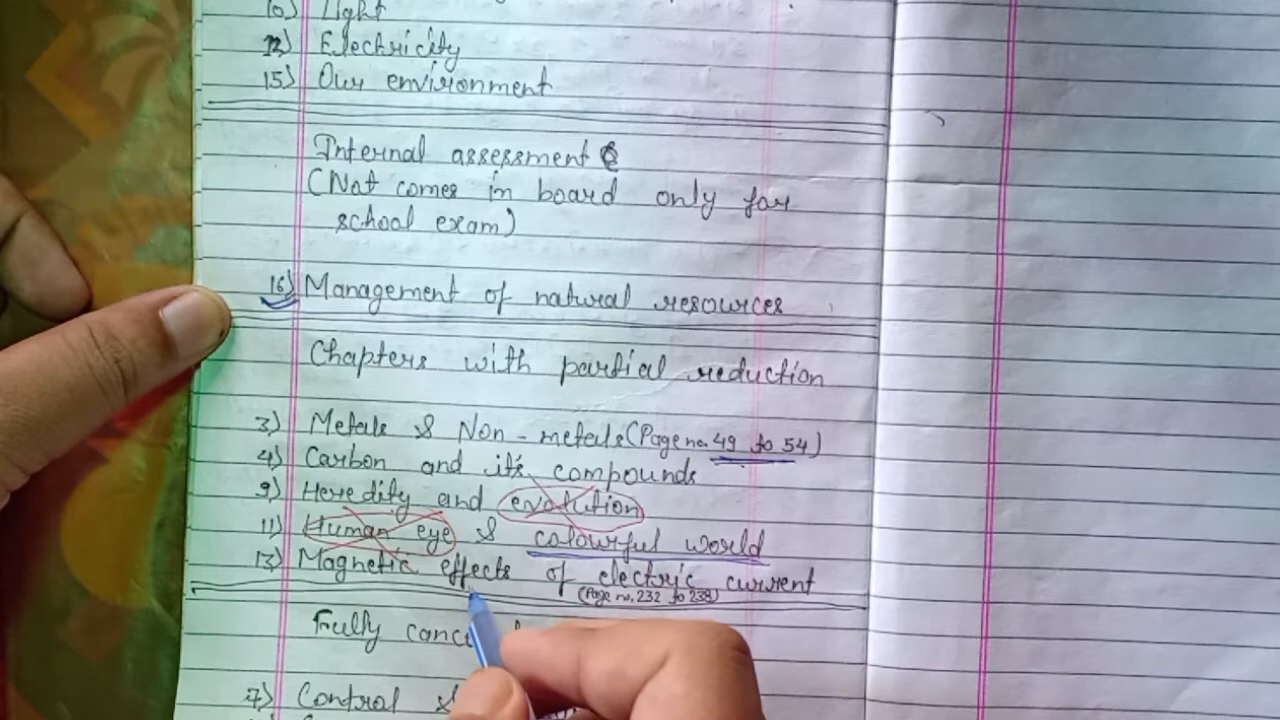 10) Light
12) Electricity
15) Our environment
Internal assessment
(Not comes in board only for
school exam)
16) Management of natural resources
Chapters with partial reduction
3) Metals & Non-metals (Page no. 49 to 54)
4) Carbon and its compounds
9) Heredity and evolution
11) Human eye & colourful world
13) Magnetic effects of electric current
(Page no. 232 to 238)
Fully
7) Control &